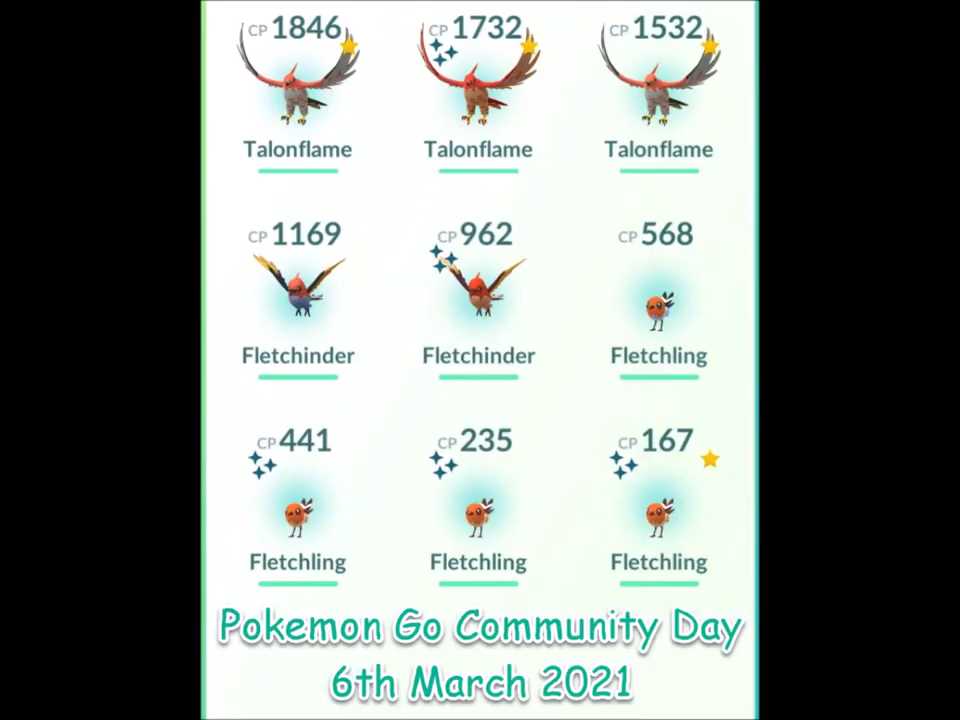 CP 1846 CP 1732 CP 1532
Talonflame Talonflame Talonflame
CP 1169 CP 962 CP 568
Fletchinder Fletchinder Fletchling
CP 441 CP 235 CP 167
Fletchling Fletchling Fletchling
Pokemon Go Community Day
6th March 2021